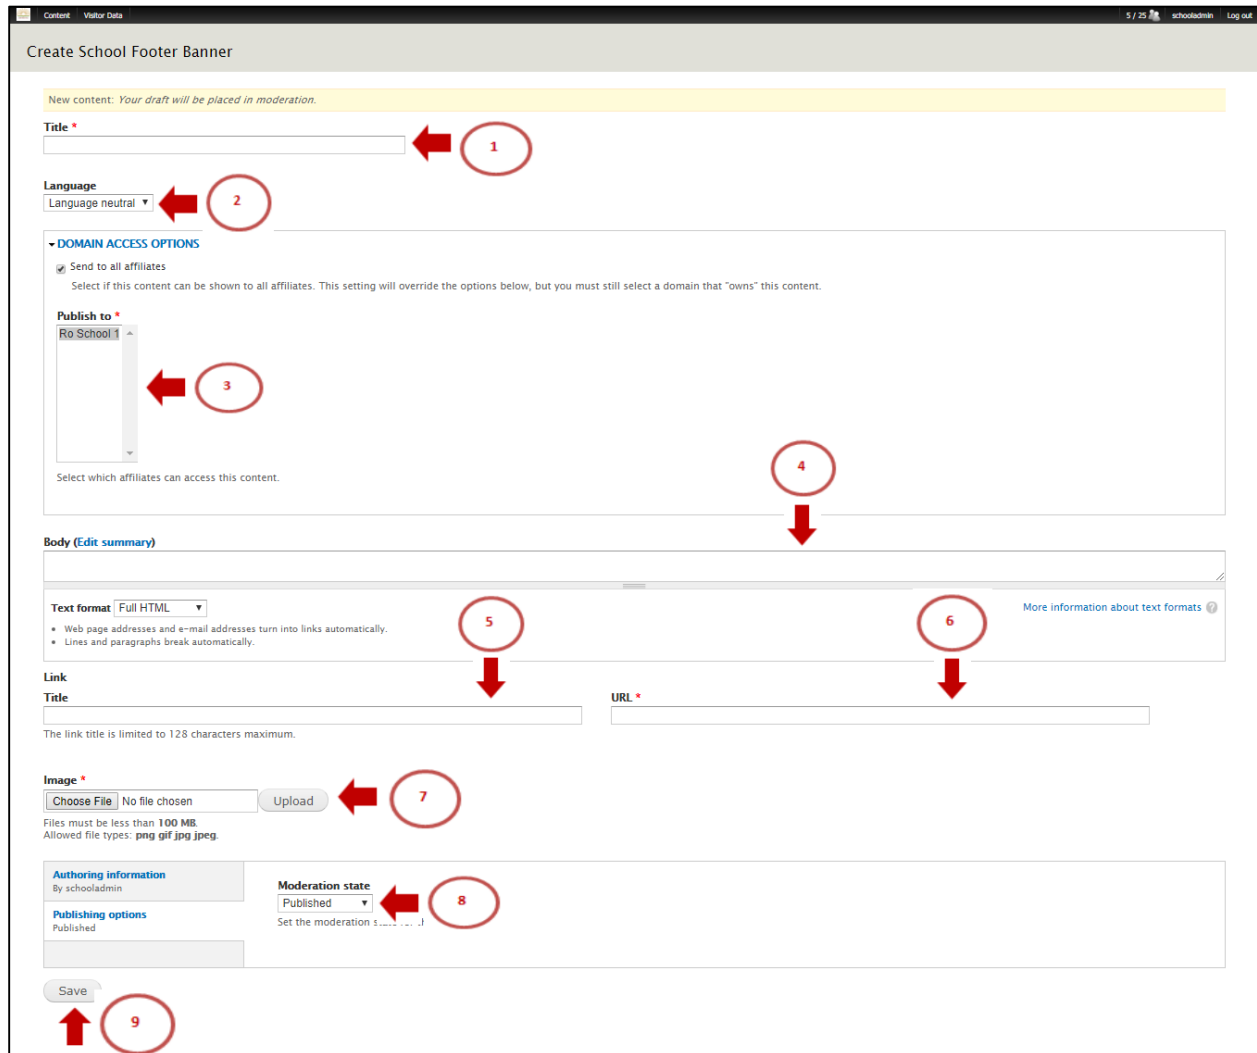 Content Visitor Data 5 / 25 schooladmin Log out
Create School Footer Banner
New content: Your draft will be placed in moderation.
Title *
1
Language
Language neutral
2
DOMAIN ACCESS OPTIONS
Send to all affiliates
Select if this content can be shown to all affiliates. This setting will override the options below, but you must still select a domain that "owns" this content.
Publish to *
Ro School 1
3
Select which affiliates can access this content.
4
Body (Edit summary)
Text format Full HTML
More information about text formats ?
Web page addresses and e-mail addresses turn into links automatically.
Lines and paragraphs break automatically.
5
6
Link
Title
URL *
The link title is limited to 128 characters maximum.
Image *
Choose File No file chosen Upload
7
Files must be less than 100 MB.
Allowed file types: png gif jpg jpeg.
Authoring information
By schooladmin
Publishing options
Published
Moderation state
Published
8
Set the moderation
Save
9